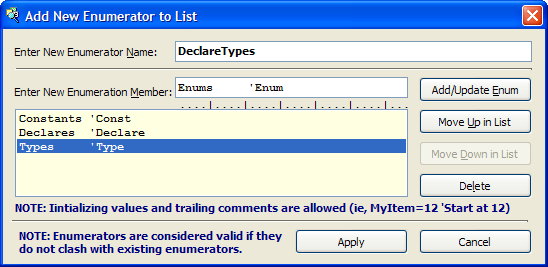 Add New Enumerator to List
Enter New Enumerator Name: DeclareTypes
Enter New Enumeration Member: Enums 'Enum
Add/Update Enum
Constants 'Const
Declares 'Declare
Types 'Type
Move Up in List
Move Down in List
Delete
NOTE: Iintializing values and trailing comments are allowed (ie, MyItem=12 'Start at 12)
NOTE: Enumerators are considered valid if they
do not clash with existing enumerators.
Apply
Cancel